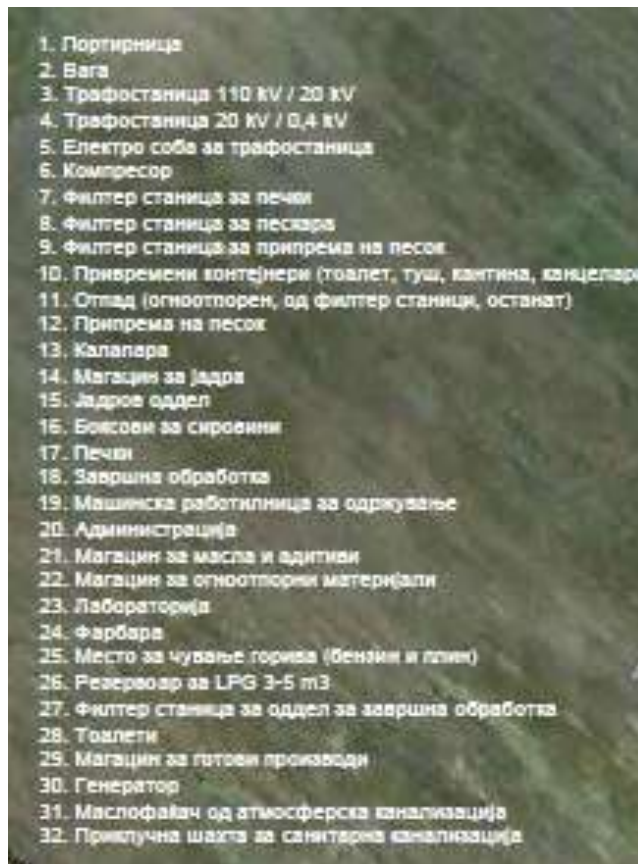 1. Портирница
2. Вага
3. Трафостаница 110 kV / 20 kV
4. Трафостаница 20 kV / 0,4 kV
5. Електро соба за трафостаница
6. Компресор
7. Филтер станица за печки
8. Филтер станица за пескара
9. Филтер станица за припрема на песок
10. Привремени контејнери (тоалет, туш, кантина, канцелари
11. Отпад (огноотпорен, од филтер станици, останат)
12. Припрема на песок
13. Калапара
14. Магацин за јадра
15. Јадров оддел
16. Боксови за сировини
17. Печки
18. Завршна обработка
19. Машинска работилница за одржување
20. Администрација
21. Магацин за масла и адитиви
22. Магацин за огноотпорни материјали
23. Лабораторија
24. Фарбара
25. Место за чување горива (бензин и плин)
26. Резервоар за LPG 3-5 m3
27. Филтер станица за оддел за завршна обработка
28. Тоалети
29. Магацин за готови производи
30. Генератор
31. Маслофаќач од атмосферска канализација
32. Приклучна шахта за санитарна канализација